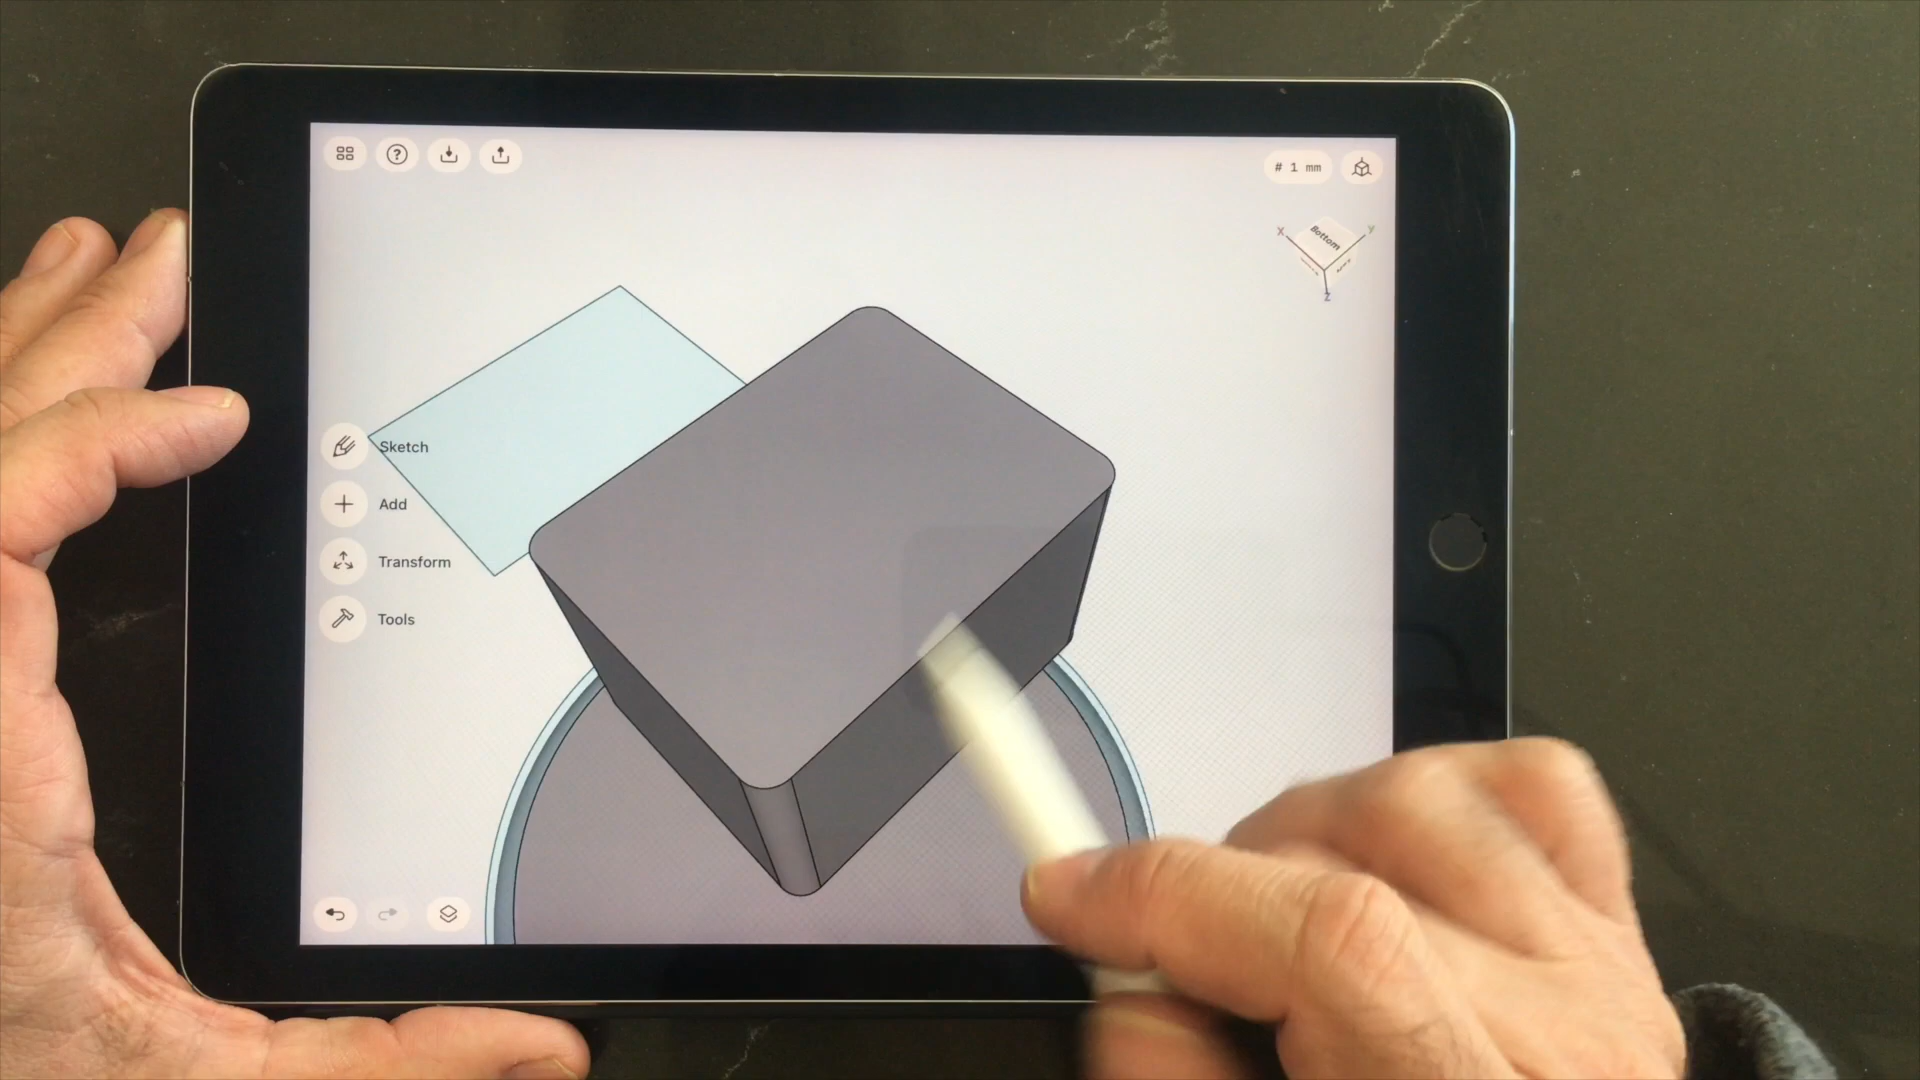 # 1 mm
X
Bottom
y
Z
Sketch
Add
Transform
Tools